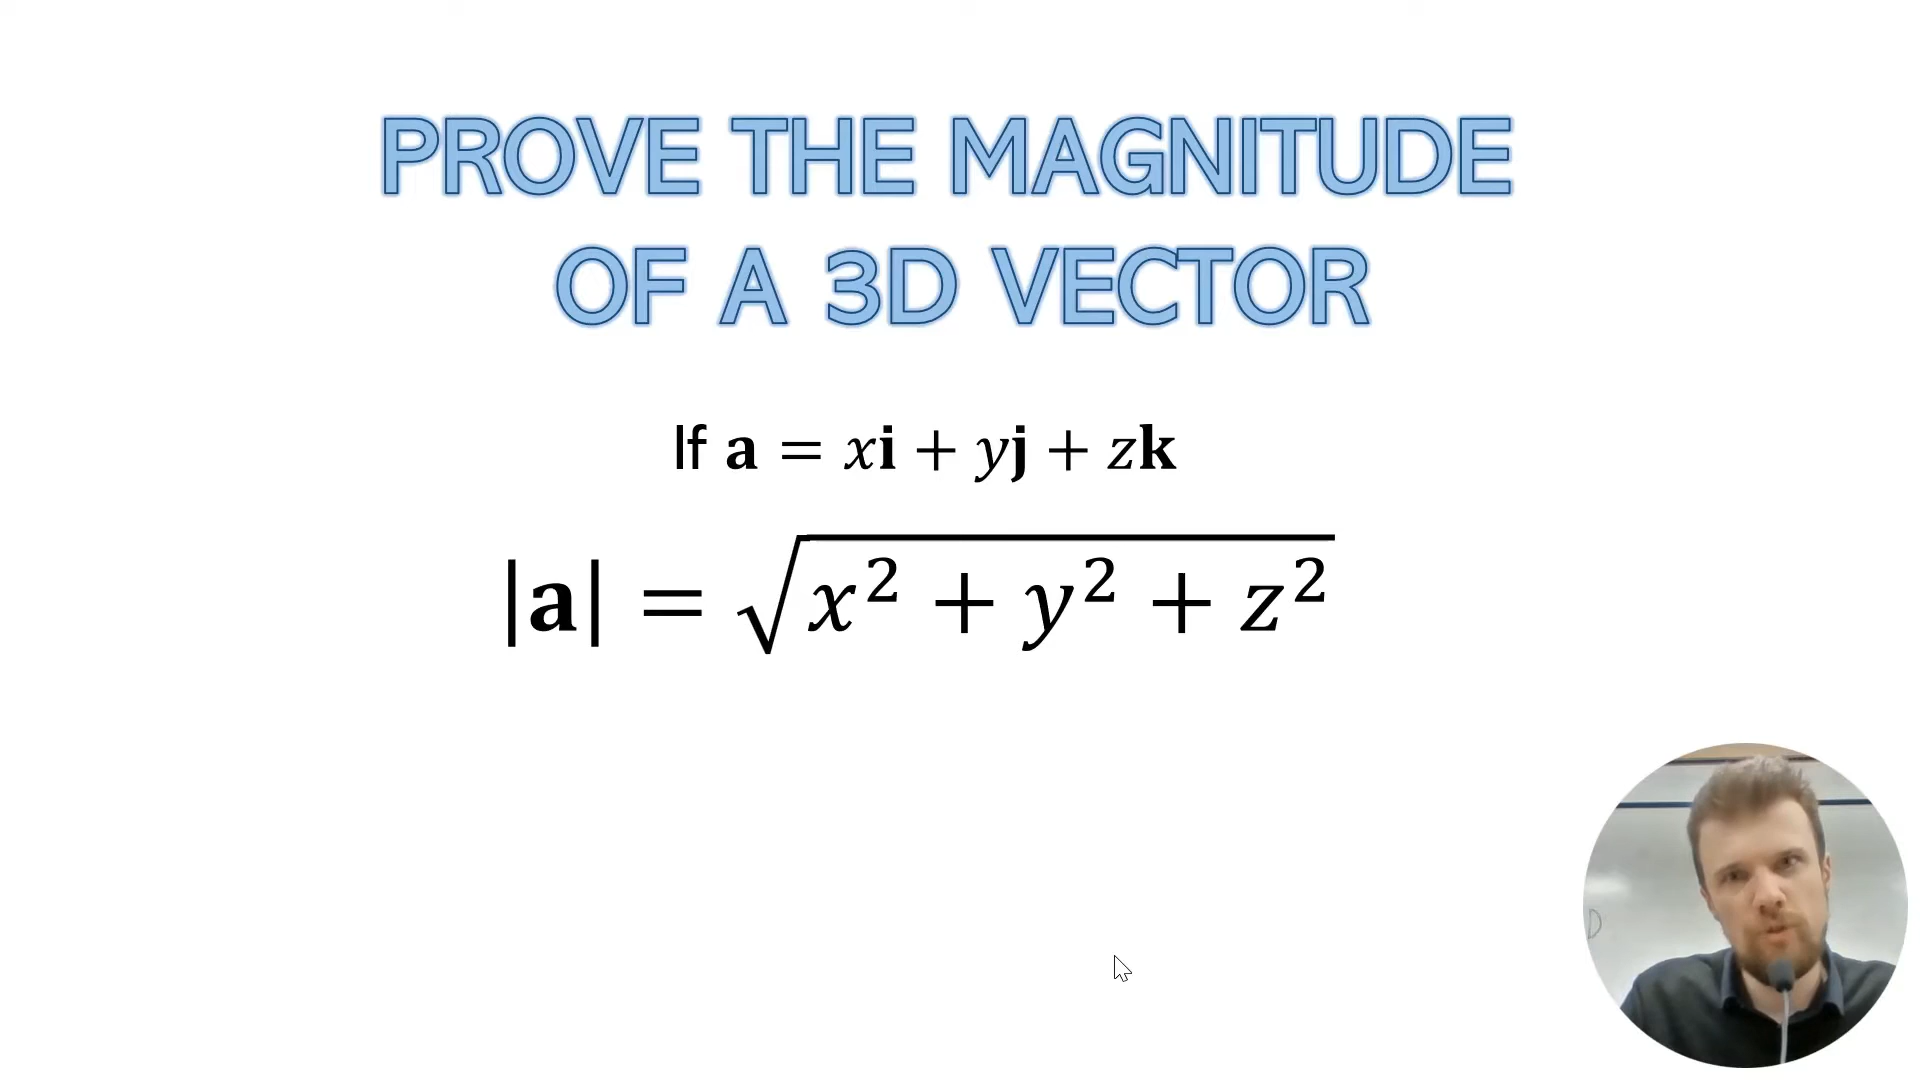 PROVE THE MAGNITUDE
OF A 3D VECTOR
If 𝐚 = 𝑥𝐢 + 𝑦𝐣 + 𝑧𝐤
|𝐚| = √(𝑥² + 𝑦² + 𝑧²)